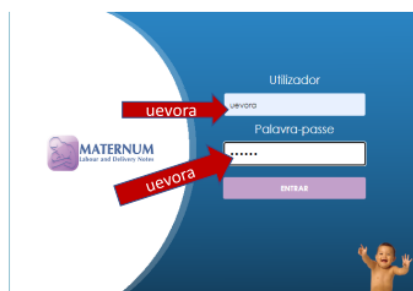 Utilizador
uevora
uevora
Palavra-passe
••••••
MATERNUM
Labour and Delivery Notes
uevora
ENTRAR